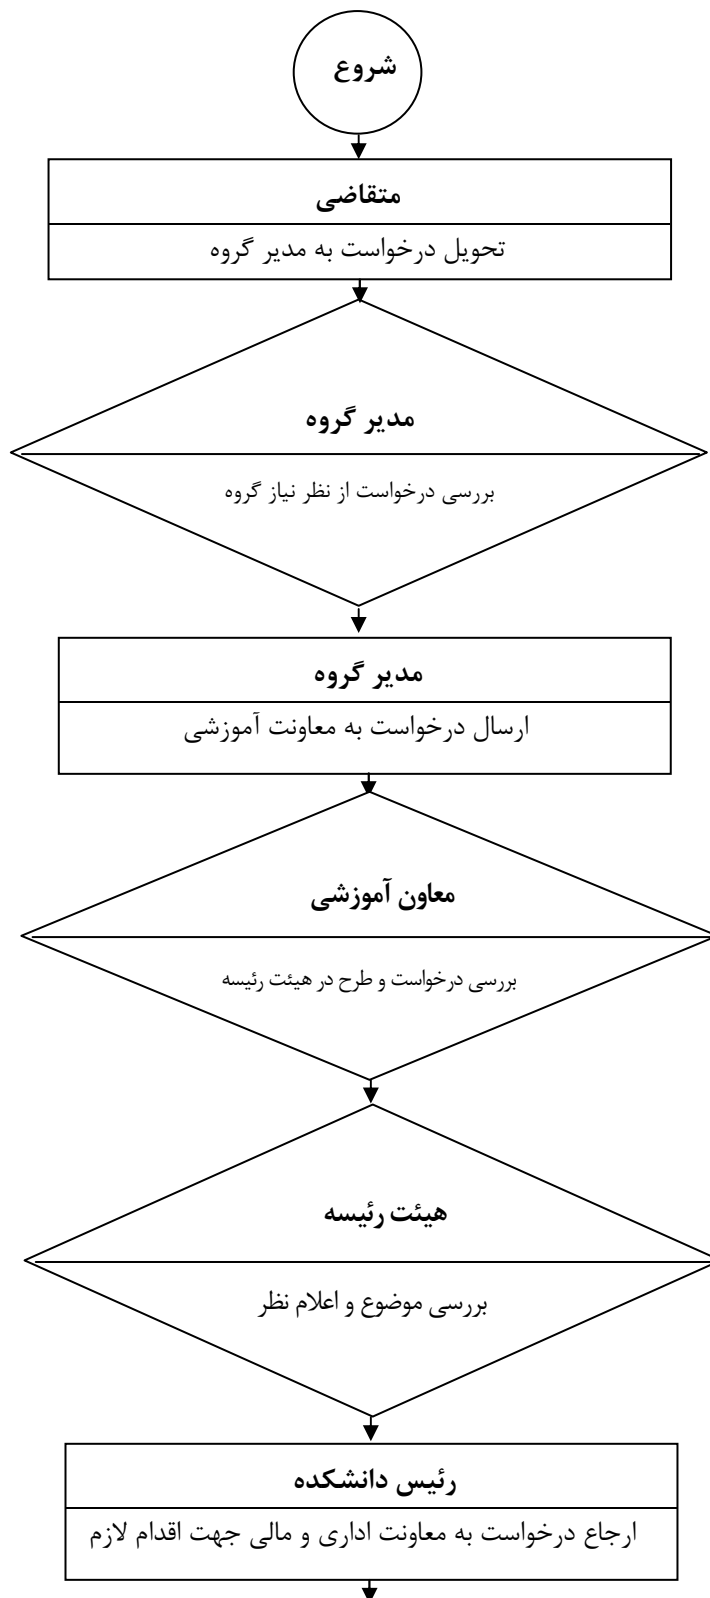 شروع
متقاضی
تحویل درخواست به مدیر گروه
مدیر گروه
بررسی درخواست از نظر نیاز گروه
مدیر گروه
ارسال درخواست به معاونت آموزشی
معاون آموزشی
بررسی درخواست و طرح در هیئت رئیسه
هیئت رئیسه
بررسی موضوع و اعلام نظر
رئیس دانشکده
ارجاع درخواست به معاونت اداری و مالی جهت اقدام لازم